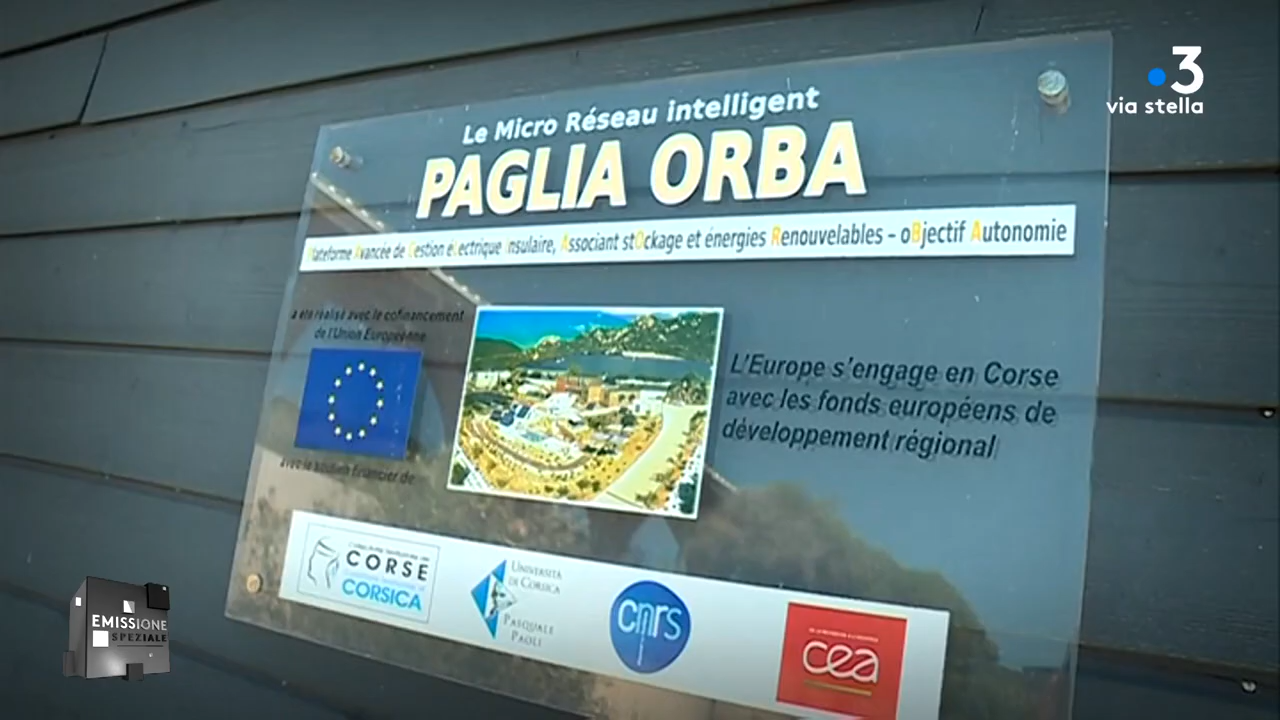 3
via stella
Le Micro Réseau intelligent
PAGLIA ORBA
Plateforme Avancée de Gestion eLectrique Insulaire, Associant stOckage et énergies Renouvelables – oBjectif Autonomie
a été réalisé avec le cofinancement
de l'Union Européenne
L'Europe s'engage en Corse
avec les fonds européens de
développement régional
avec le soutien financier de
CORSE
CORSICA
UNIVERSITÀ
DI CORSICA
PASQUALE
PAOLI
cnrs
cea
EMISSIONE
SPEZIALE